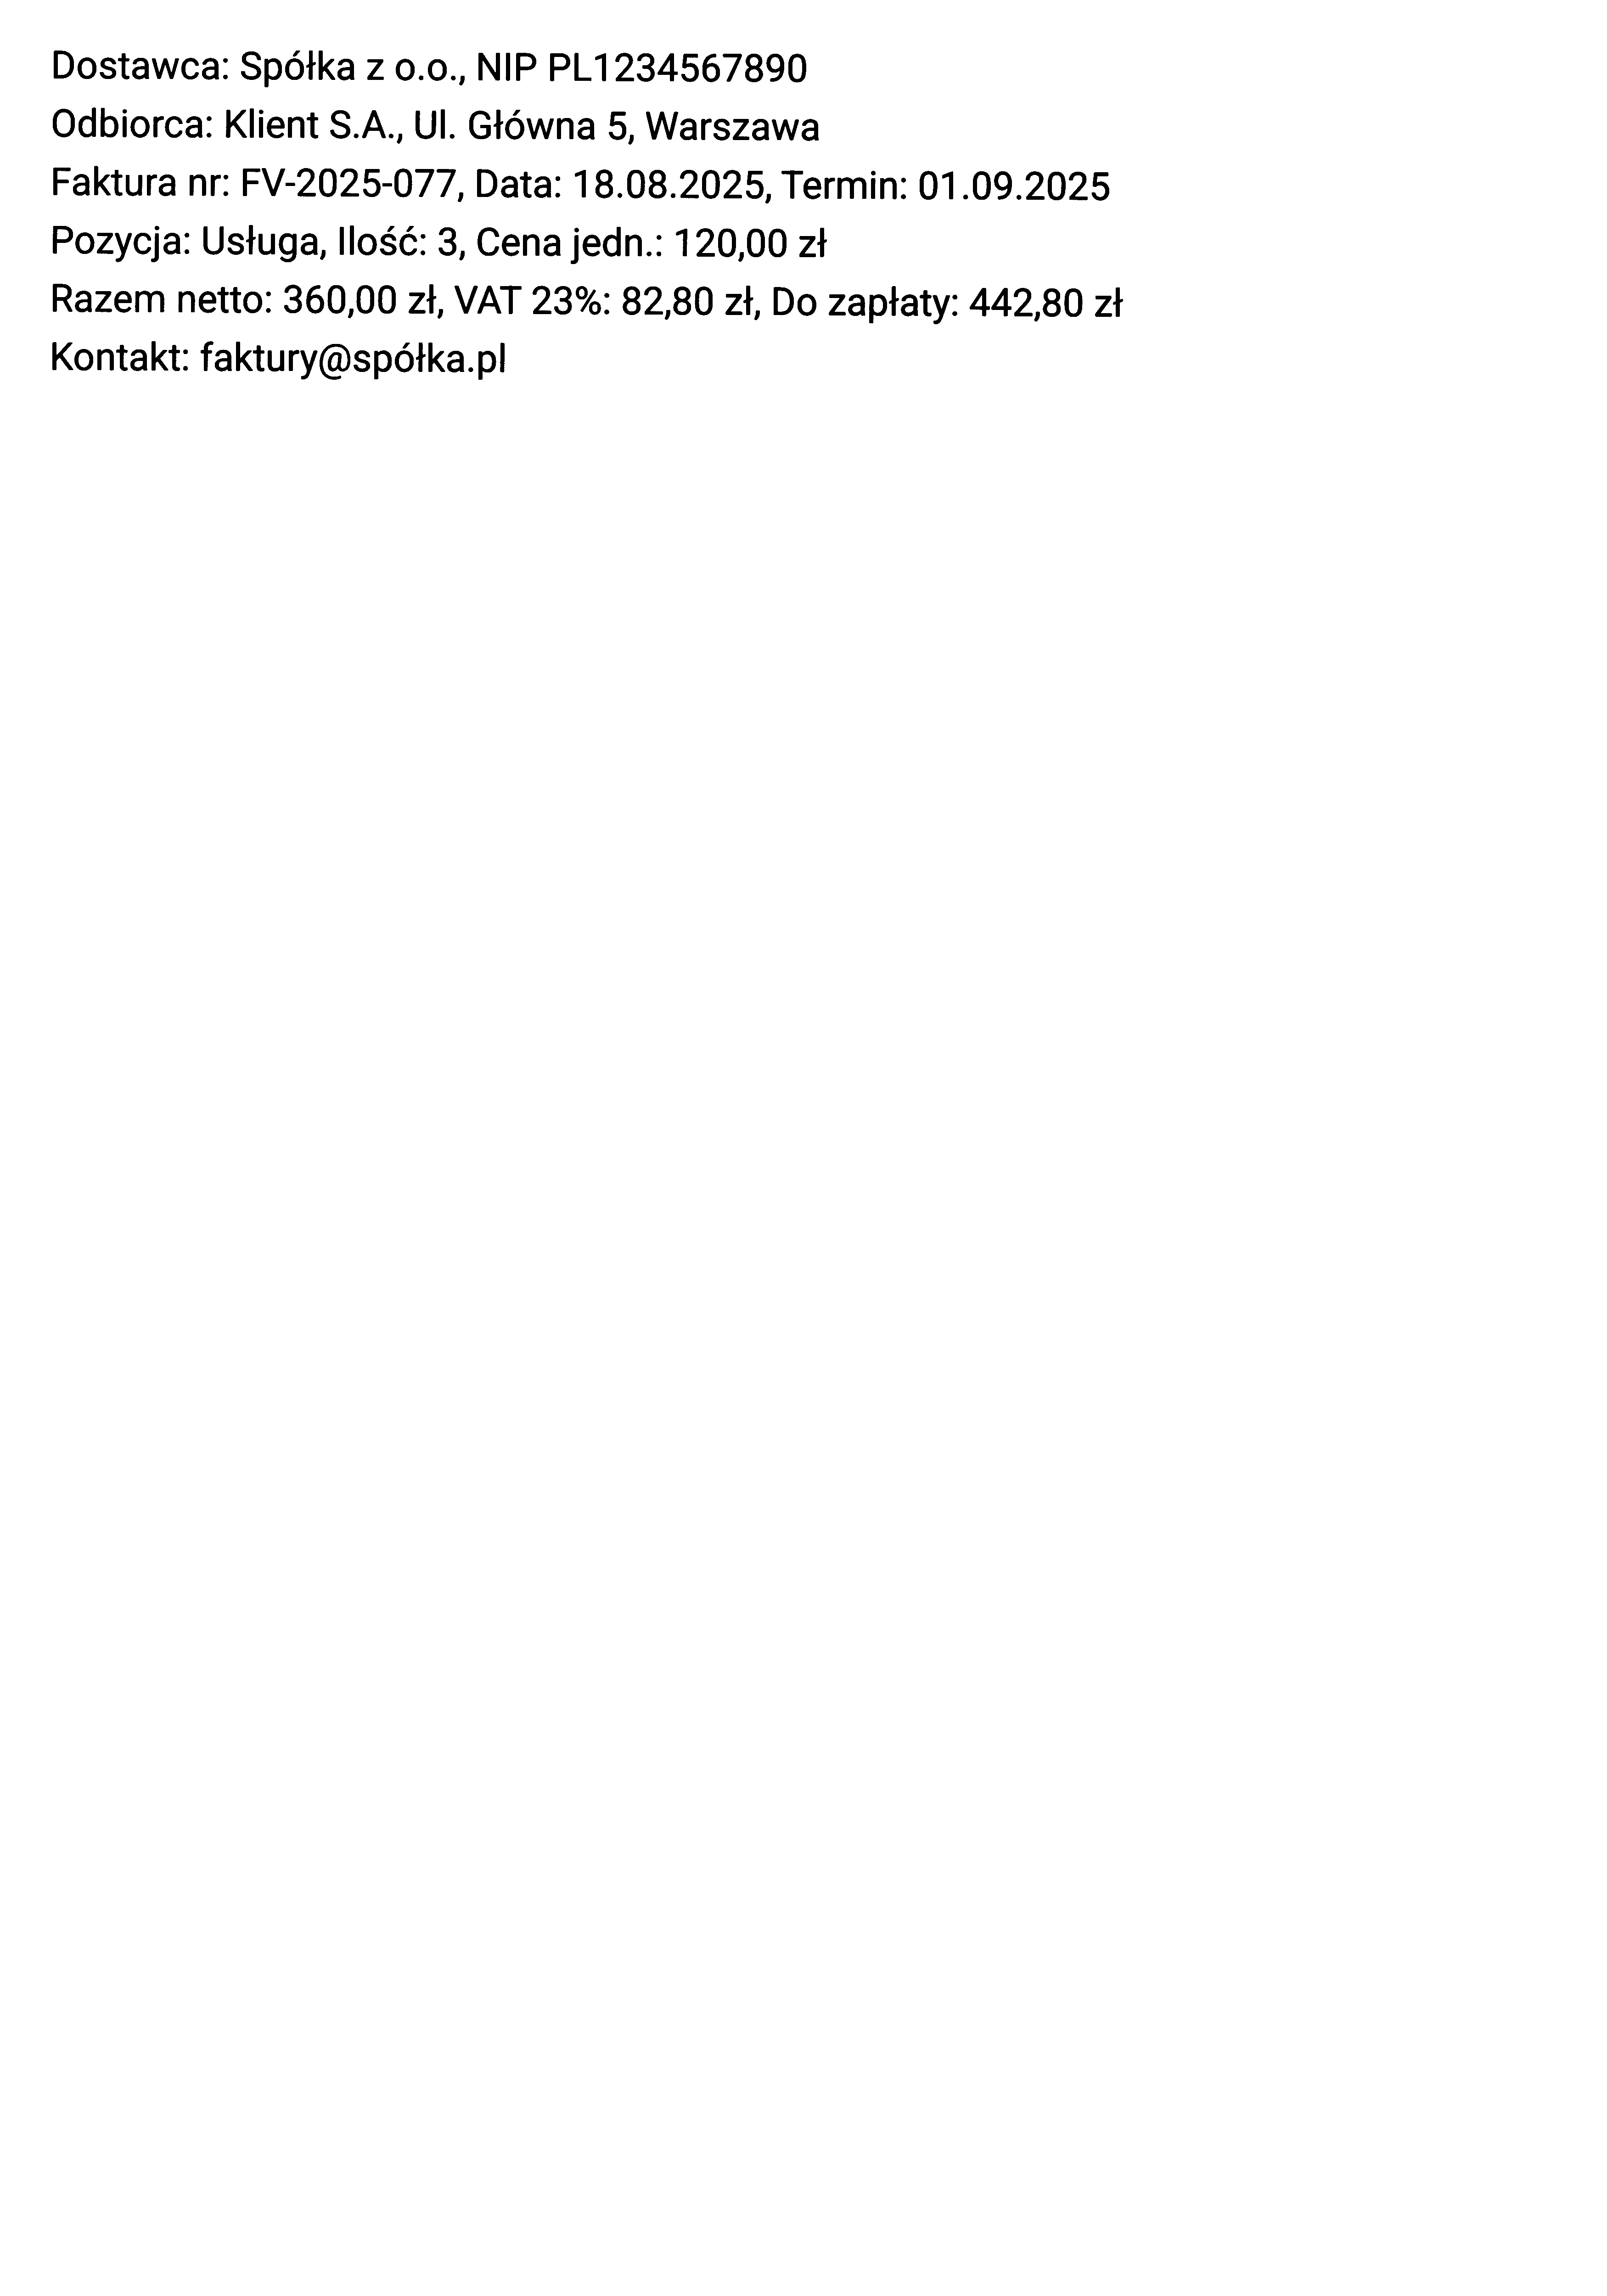 Dostawca: Spółka z o.o., NIP PL1234567890
Odbiorca: Klient S.A., Ul. Główna 5, Warszawa
Faktura nr: FV-2025-077, Data: 18.08.2025, Termin: 01.09.2025
Pozycja: Usługa, Ilość: 3, Cena jedn.: 120,00 zł
Razem netto: 360,00 zł, VAT 23%: 82,80 zł, Do zapłaty: 442,80 zł
Kontakt: faktury@spółka.pl